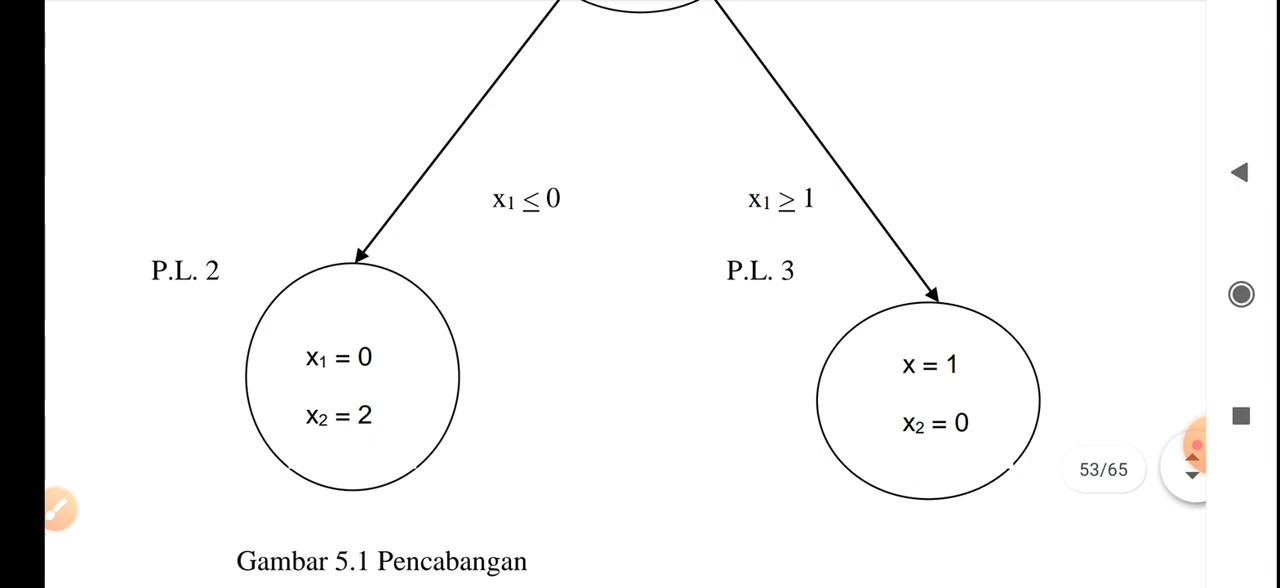 x₁ ≤ 0
x₁ ≥ 1
P.L. 2
P.L. 3
x₁ = 0
x = 1
x₂ = 2
x₂ = 0
53/65
Gambar 5.1 Pencabangan